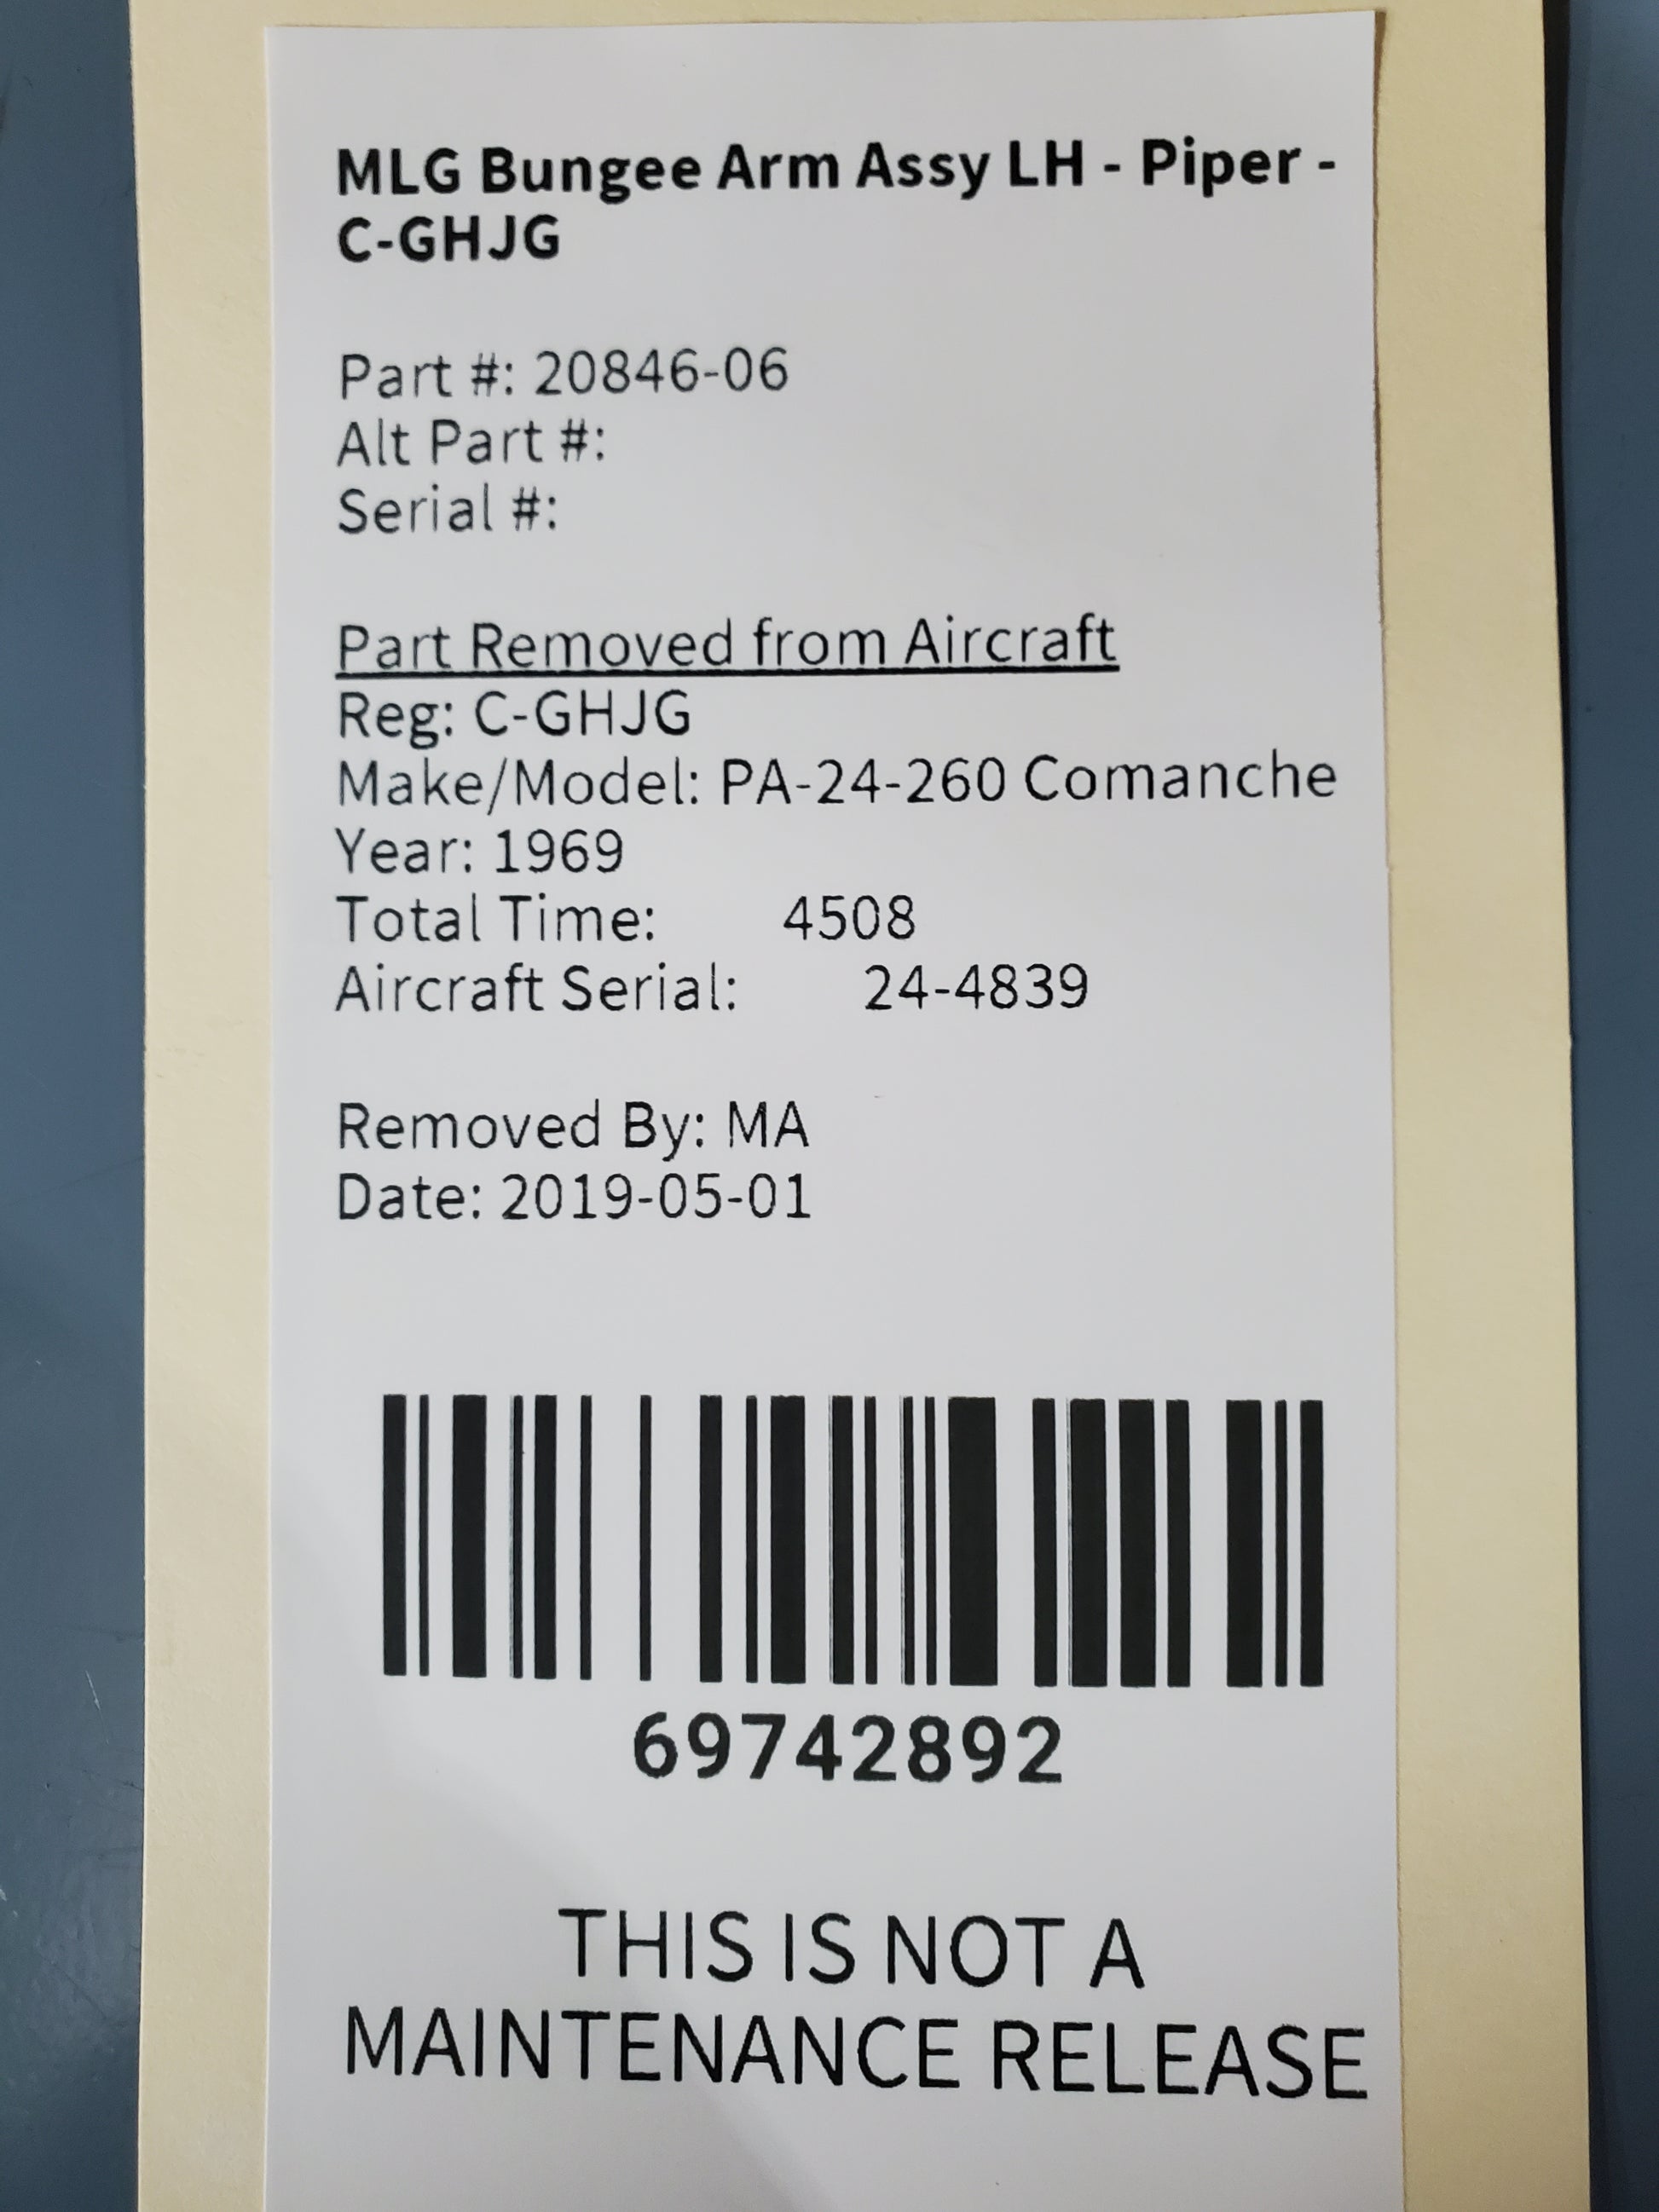 MLG Bungee Arm Assy LH - Piper -
C-GHJG
Part #: 20846-06
Alt Part #:
Serial #:
Part Removed from Aircraft
Reg: C-GHJG
Make/Model: PA-24-260 Comanche
Year: 1969
Total Time: 4508
Aircraft Serial: 24-4839
Removed By: MA
Date: 2019-05-01
69742892
THIS IS NOT A
MAINTENANCE RELEASE